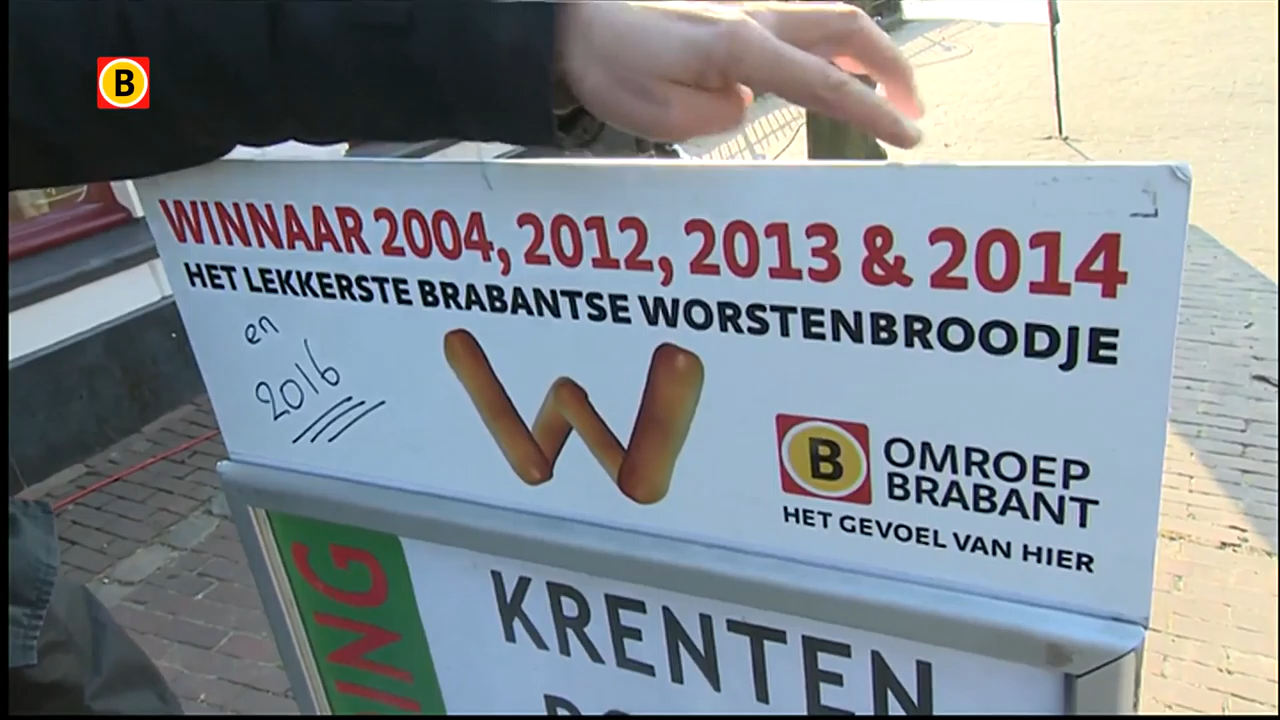 B
WINNAAR 2004, 2012, 2013 & 2014
HET LEKKERSTE BRABANTSE WORSTENBROODJE
en
2016
W
B
OMROEP
BRABANT
HET GEVOEL VAN HIER
KRENTEN